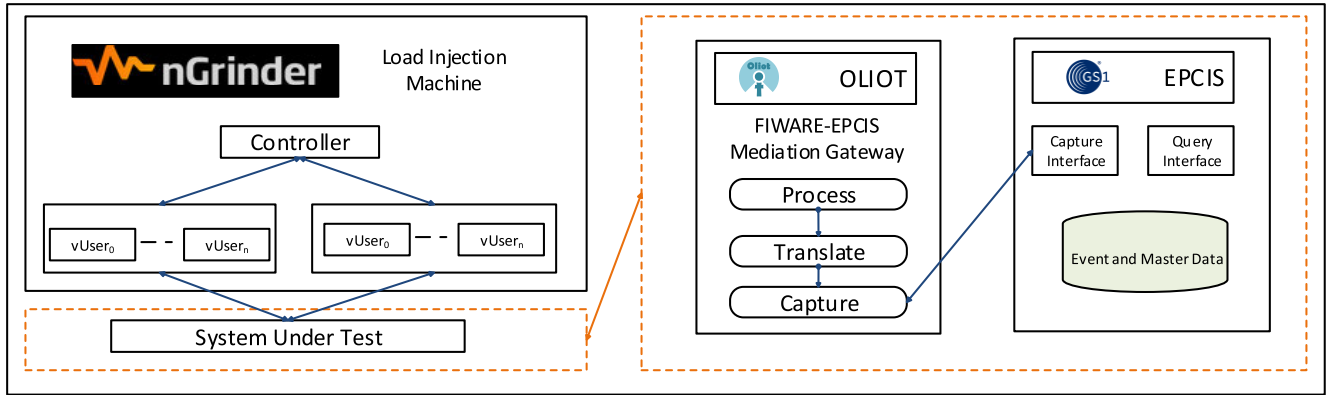 nGrinder
Load Injection
Machine
Controller
vUser0
vUsern
vUser0
vUsern
System Under Test
Oliot
OLIOT
FIWARE-EPCIS
Mediation Gateway
Process
Translate
Capture
GS1
EPCIS
Capture
Interface
Query
Interface
Event and Master Data